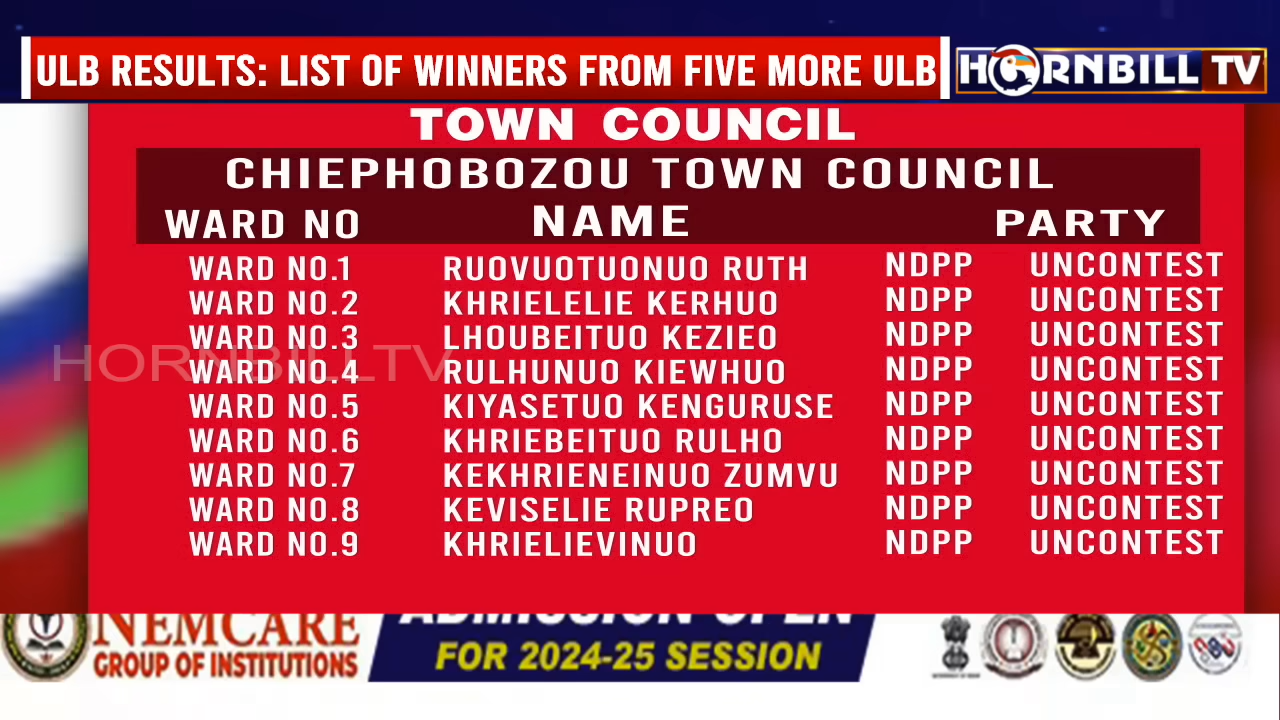 ULB RESULTS: LIST OF WINNERS FROM FIVE MORE ULB
HORNBILL TV
TOWN COUNCIL
CHIEPHOBOZOU TOWN COUNCIL
WARD NO NAME PARTY
WARD NO.1 RUOVUOTUONUO RUTH NDPP UNCONTEST
WARD NO.2 KHRIELELIE KERHUO NDPP UNCONTEST
WARD NO.3 LHOUBEITUO KEZIEO NDPP UNCONTEST
HORNBILL TV
WARD NO.4 RULHUNUO KIEWHUO NDPP UNCONTEST
WARD NO.5 KIYASETUO KENGURUSE NDPP UNCONTEST
WARD NO.6 KHRIEBEITUO RULHO NDPP UNCONTEST
WARD NO.7 KEKHRIENEINUO ZUMVU NDPP UNCONTEST
WARD NO.8 KEVISELIE RUPREO NDPP UNCONTEST
WARD NO.9 KHRIELIEVINUO NDPP UNCONTEST
NEMCARE
GROUP OF INSTITUTIONS
ADMISSION OPEN
FOR 2024-25 SESSION